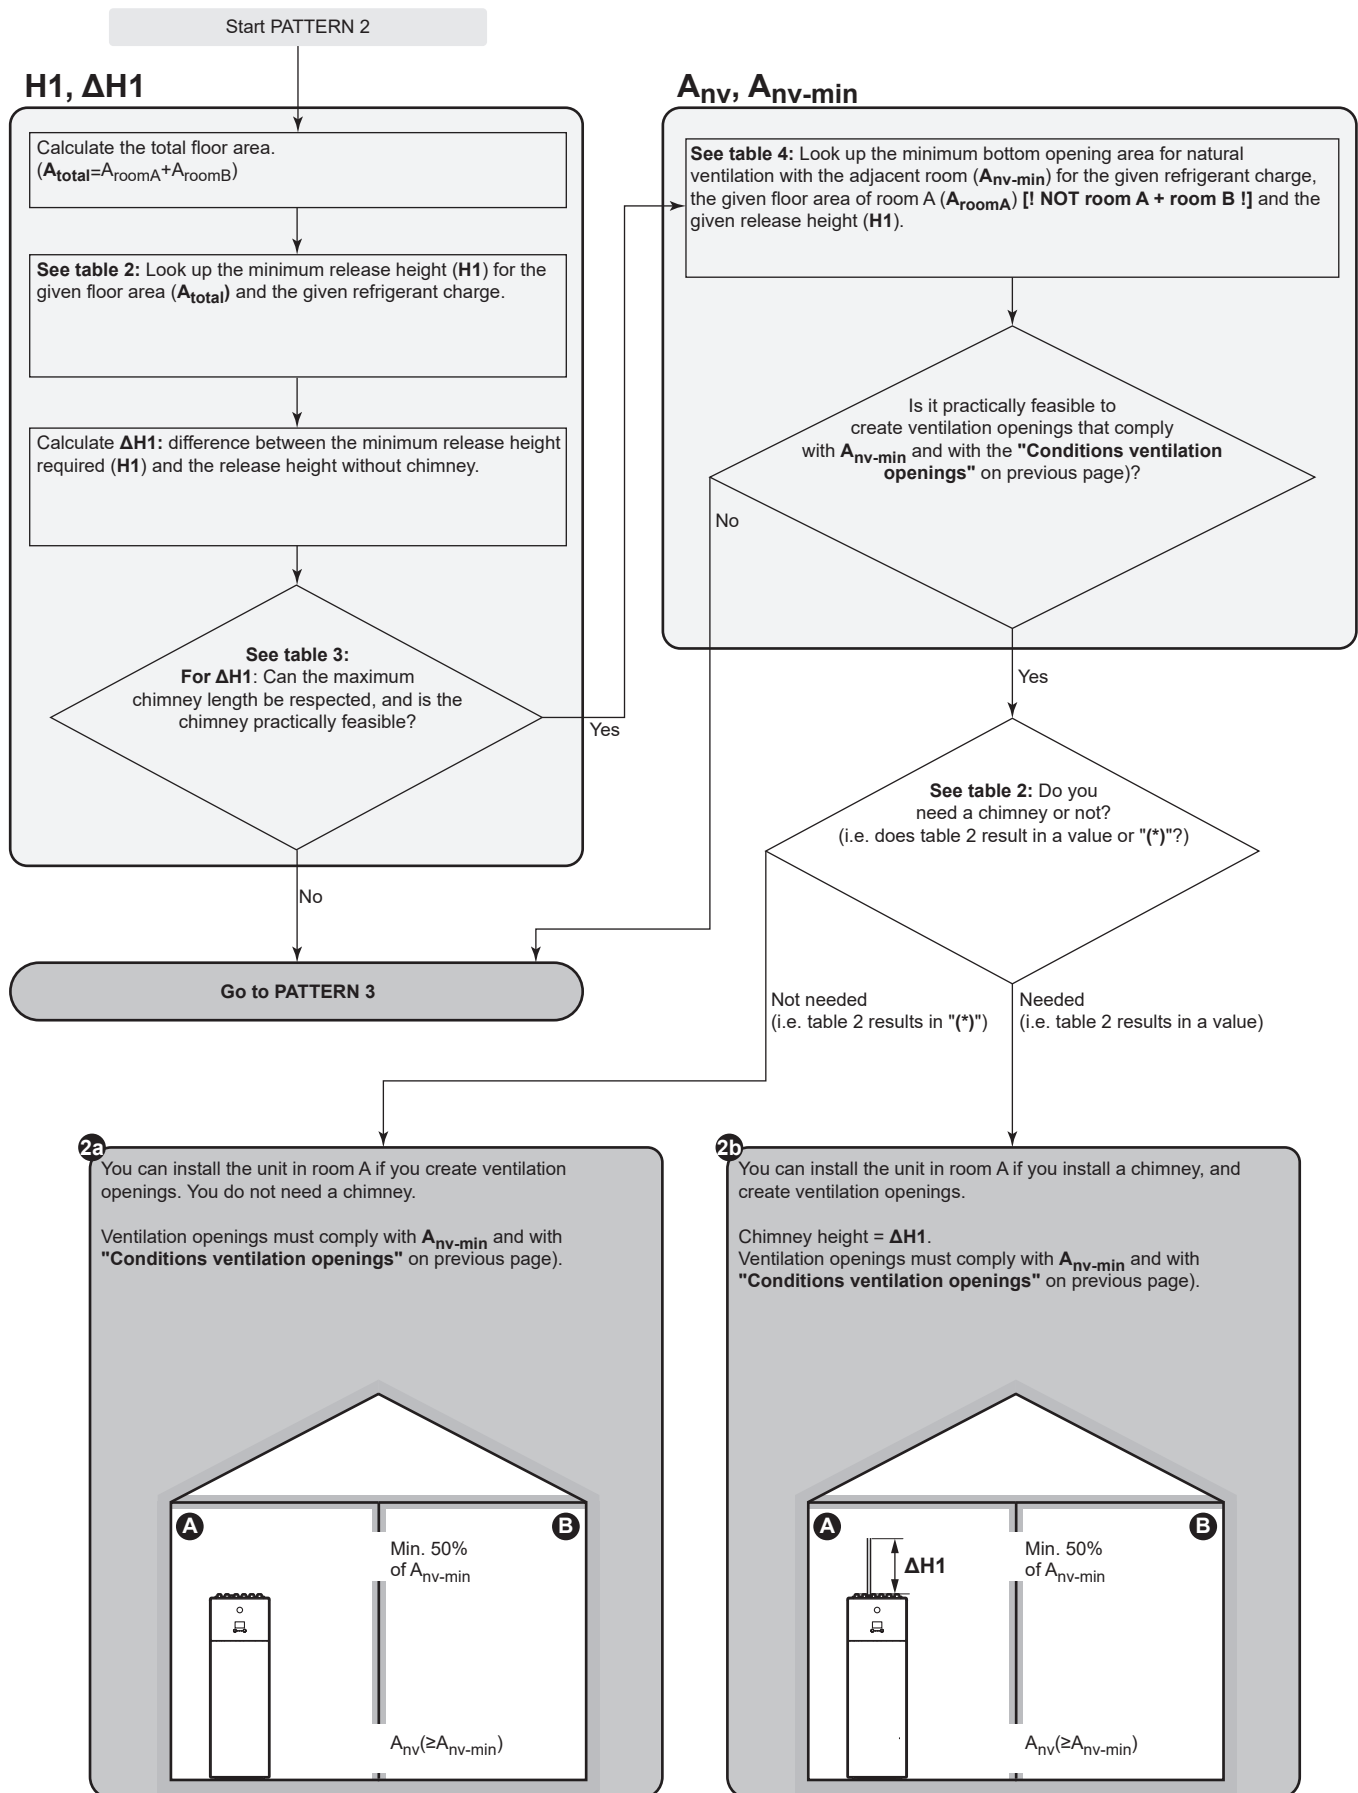 Start PATTERN 2
H1, ΔH1
Calculate the total floor area.
(Atotal=AroomA+AroomB)
See table 2: Look up the minimum release height (H1) for the
given floor area (Atotal) and the given refrigerant charge.
Calculate ΔH1: difference between the minimum release height
required (H1) and the release height without chimney.
See table 3:
For ΔH1: Can the maximum
chimney length be respected, and is the
chimney practically feasible?
Yes
No
Go to PATTERN 3
Anv, Anv-min
See table 4: Look up the minimum bottom opening area for natural
ventilation with the adjacent room (Anv-min) for the given refrigerant charge,
the given floor area of room A (AroomA) [! NOT room A + room B !] and the
given release height (H1).
Is it practically feasible to
create ventilation openings that comply
with Anv-min and with the "Conditions ventilation
openings" on previous page)?
No
Yes
See table 2: Do you
need a chimney or not?
(i.e. does table 2 result in a value or "(*)"?)
Not needed
(i.e. table 2 results in "(*)")
Needed
(i.e. table 2 results in a value)
2a
You can install the unit in room A if you create ventilation
openings. You do not need a chimney.
Ventilation openings must comply with Anv-min and with
"Conditions ventilation openings" on previous page).
A
B
Min. 50%
of Anv-min
Anv(≥Anv-min)
2b
You can install the unit in room A if you install a chimney, and
create ventilation openings.
Chimney height = ΔH1.
Ventilation openings must comply with Anv-min and with
"Conditions ventilation openings" on previous page).
A
B
ΔH1
Min. 50%
of Anv-min
Anv(≥Anv-min)